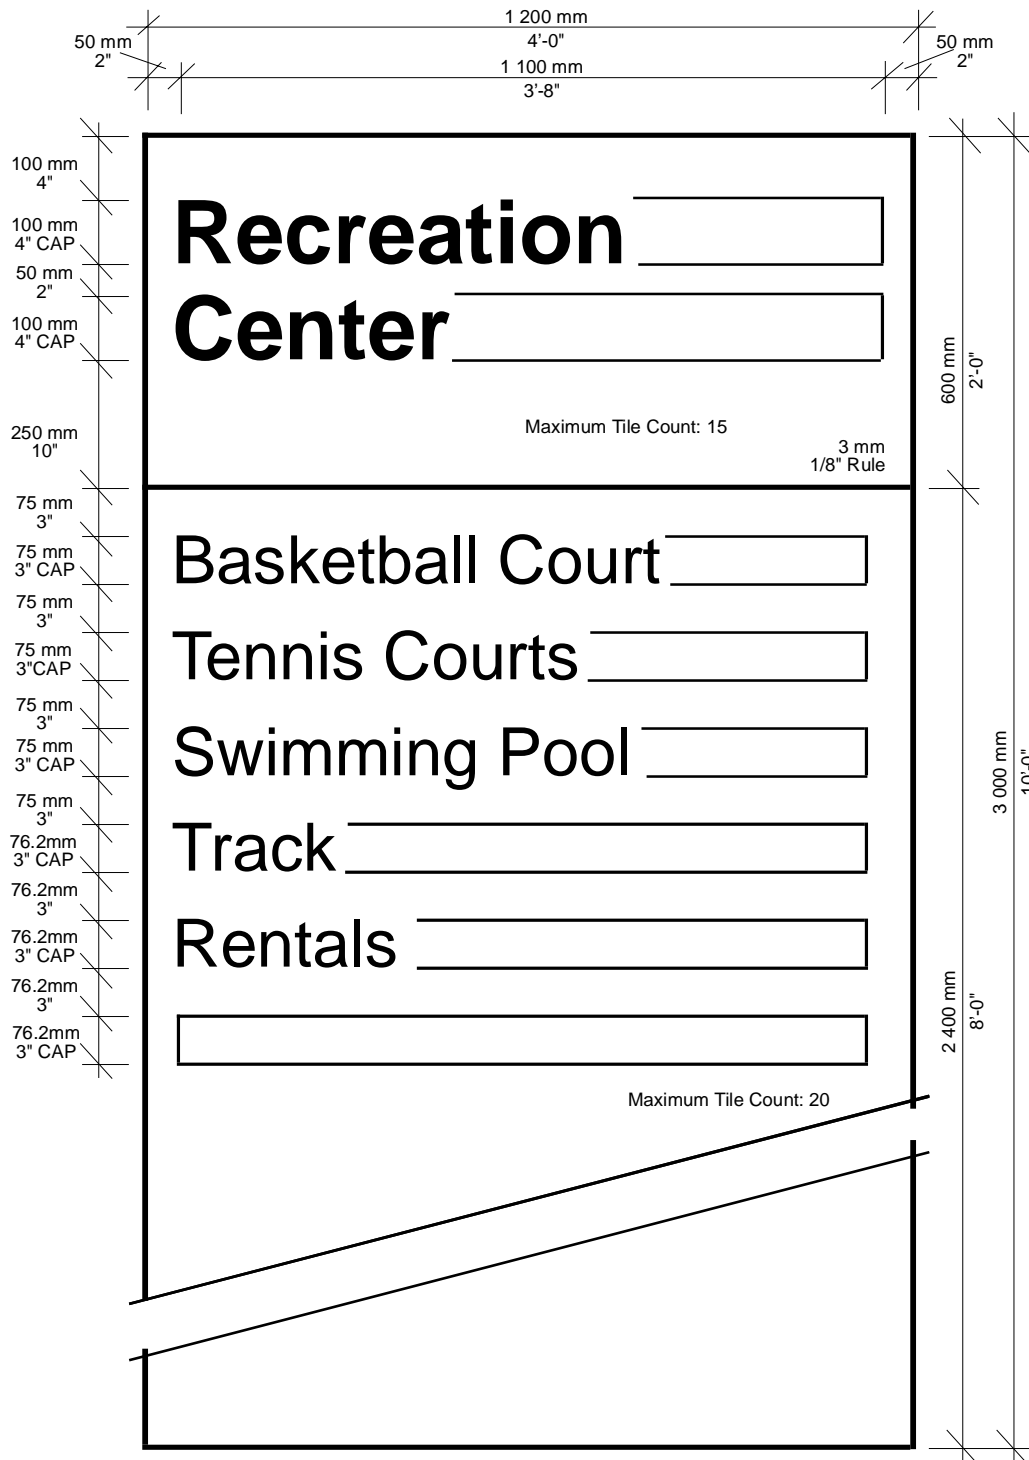 1 200 mm
4'-0"
50 mm
2"
50 mm
2"
1 100 mm
3'-8"
100 mm
4"
100 mm
4" CAP
50 mm
2"
100 mm
4" CAP
250 mm
10"
75 mm
3"
75 mm
3" CAP
75 mm
3"
75 mm
3"CAP
75 mm
3"
75 mm
3" CAP
75 mm
3"
76.2mm
3" CAP
76.2mm
3"
76.2mm
3" CAP
76.2mm
3"
76.2mm
3" CAP
Recreation
Center
Maximum Tile Count: 15
3 mm
1/8" Rule
Basketball Court
Tennis Courts
Swimming Pool
Track
Rentals
Maximum Tile Count: 20
600 mm
2'-0"
2 400 mm
8'-0"
3 000 mm
10'-0"